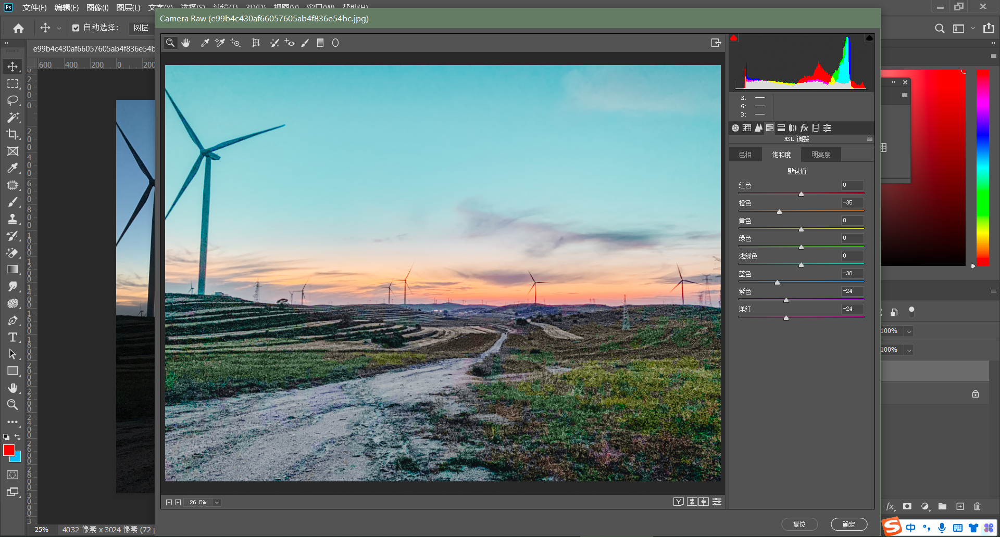 Ps 文件(F) 编辑(E) 图像(I) 图层(L) 文字(Y) 选择(S) 滤镜(T) 3D(D) 视图(V) 窗口(W) 帮助(H)
Camera Raw (e99b4c430af66057605ab4f836e54bc.jpg)
自动选择： 图层
e99b4c430af66057605ab4f836e54b
600 400 200 0 200
R:
G:
B:
HSL 调整
色相 饱和度 明亮度
默认值
红色 0
橙色 -35
黄色 0
绿色 0
浅绿色 0
蓝色 -38
紫色 -24
洋红 -24
100%
100%
26.5%
Y
复位 确定
25% 4032 像素 x 3024 像素 (72
fx
S 中